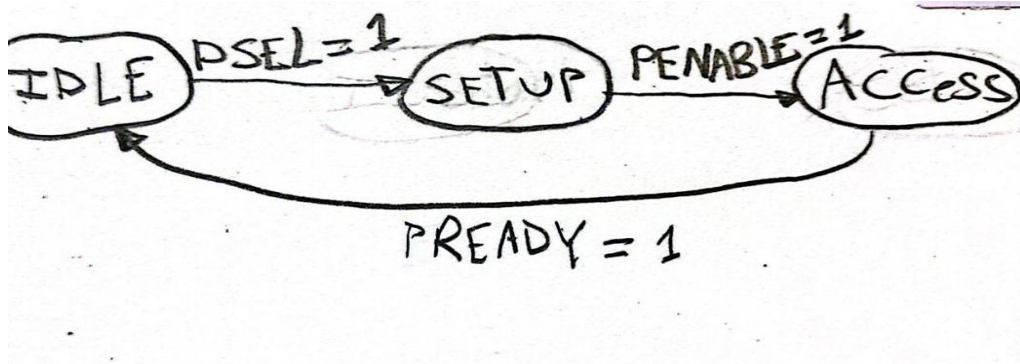 IDLE PSEL=1 SETUP PENABLE=1 ACCESS
PREADY = 1